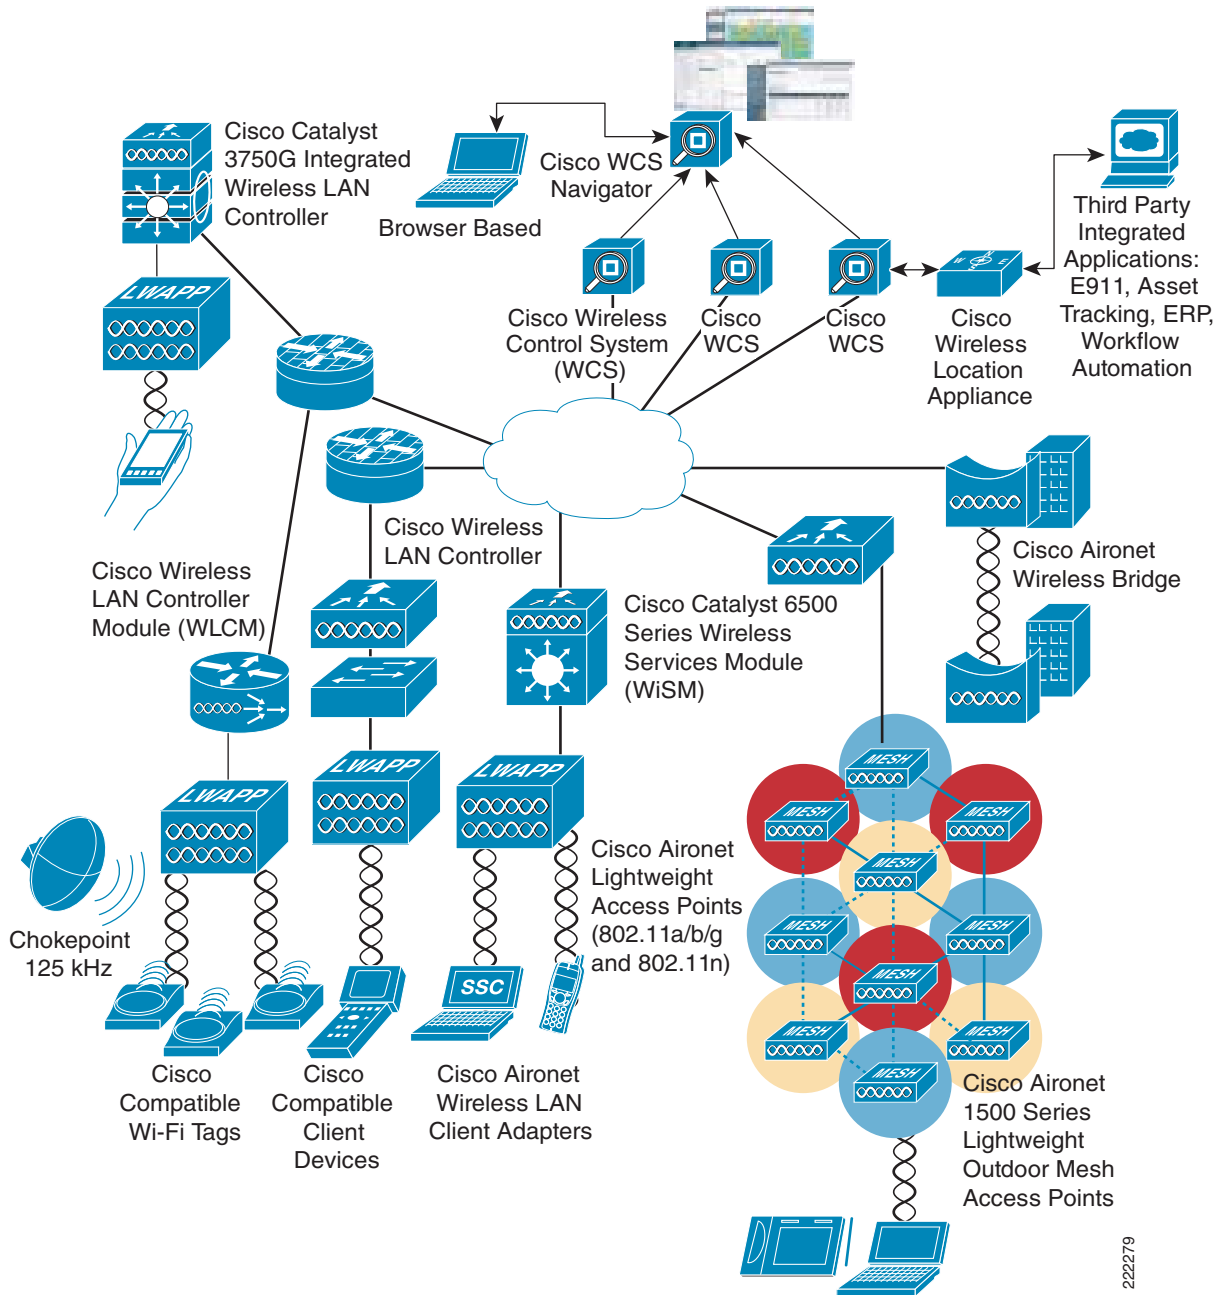 Cisco Catalyst
3750G Integrated
Wireless LAN
Controller
Browser Based
Cisco WCS
Navigator
Third Party
Integrated
Applications:
E911, Asset
Tracking, ERP,
Workflow
Automation
LWAPP
Cisco Wireless
Control System
(WCS)
Cisco
WCS
Cisco
WCS
W
N
E
Cisco
Wireless
Location
Appliance
Cisco Wireless
LAN Controller
Cisco Aironet
Wireless Bridge
Cisco Wireless
LAN Controller
Module (WLCM)
Cisco Catalyst 6500
Series Wireless
Services Module
(WiSM)
LWAPP
LWAPP
LWAPP
Chokepoint
125 kHz
Cisco Aironet
Lightweight
Access Points
(802.11a/b/g
and 802.11n)
SSC
MESH
MESH
MESH
MESH
MESH
MESH
MESH
MESH
MESH
MESH
Cisco
Compatible
Wi-Fi Tags
Cisco
Compatible
Client
Devices
Cisco Aironet
Wireless LAN
Client Adapters
Cisco Aironet
1500 Series
Lightweight
Outdoor Mesh
Access Points
222279